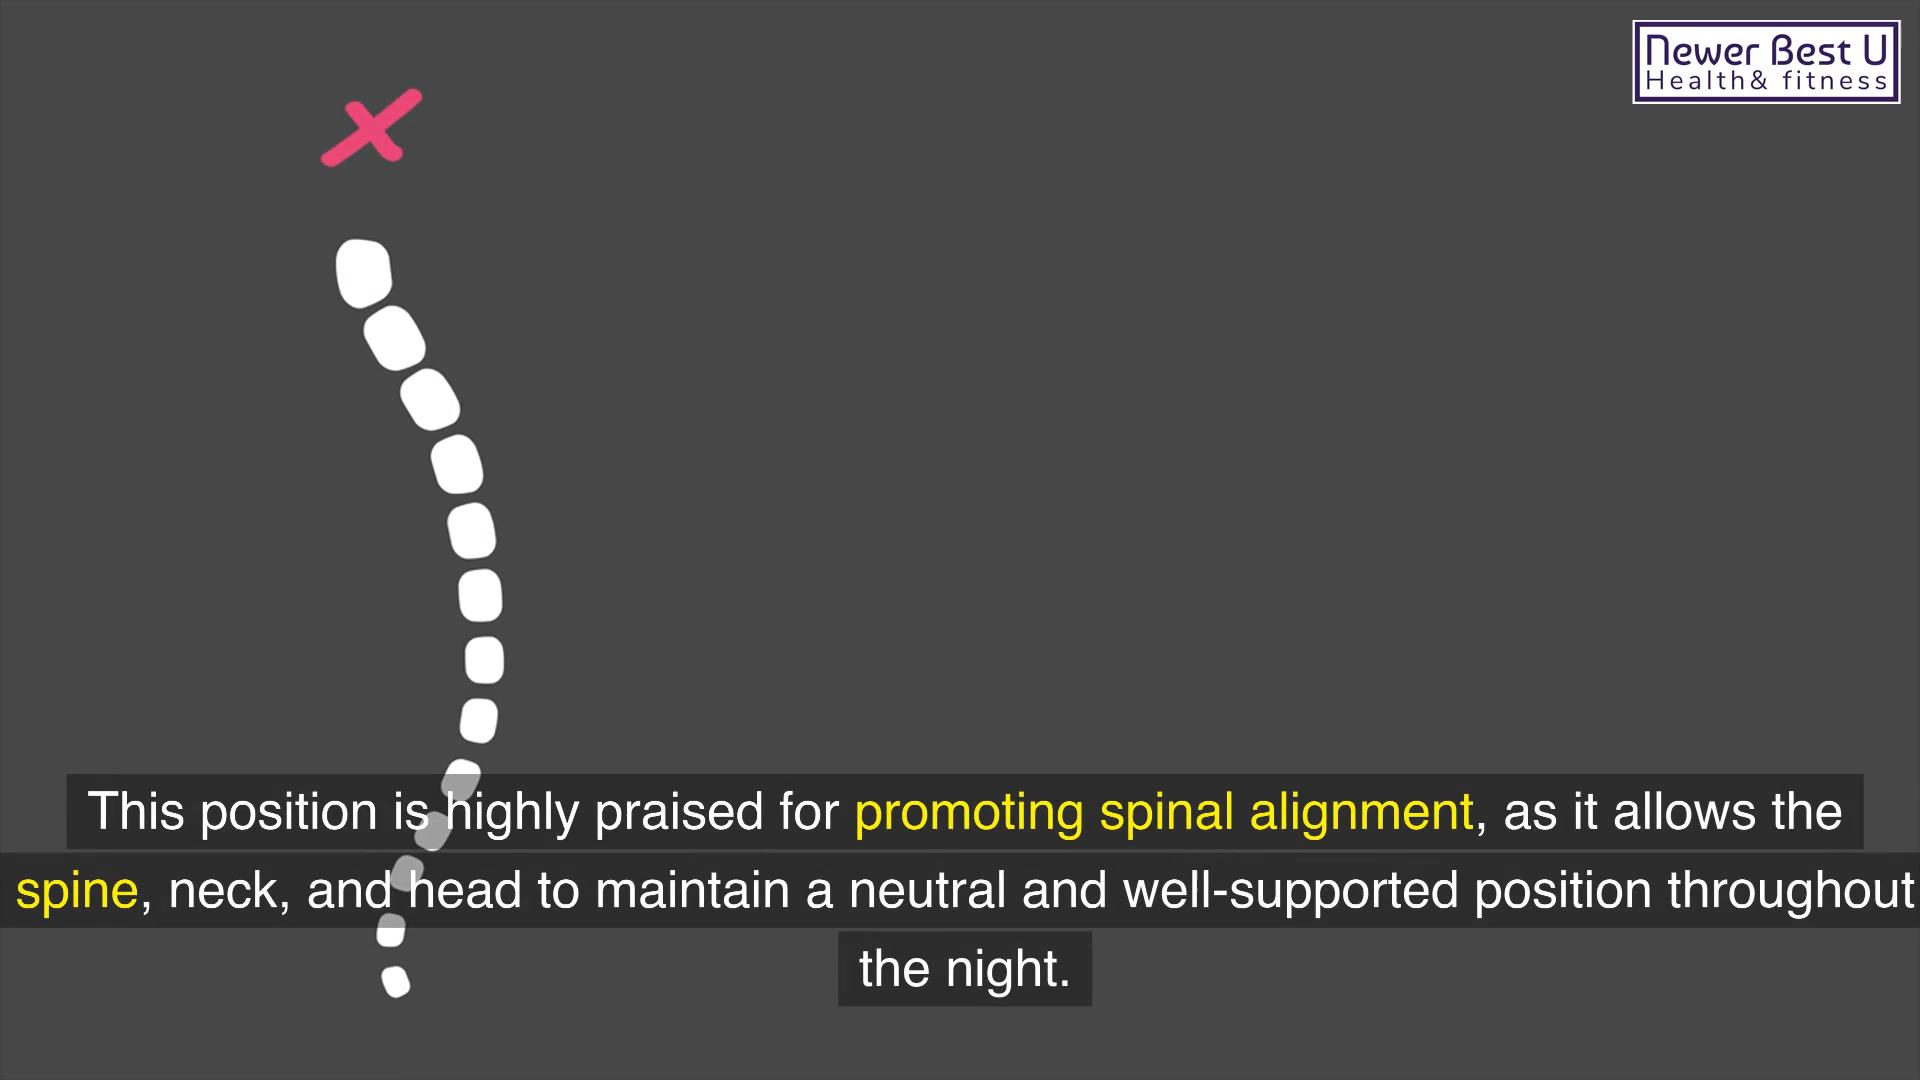 Newer Best U
Health& fitness
This position is highly praised for promoting spinal alignment, as it allows the
spine, neck, and head to maintain a neutral and well-supported position throughout
the night.